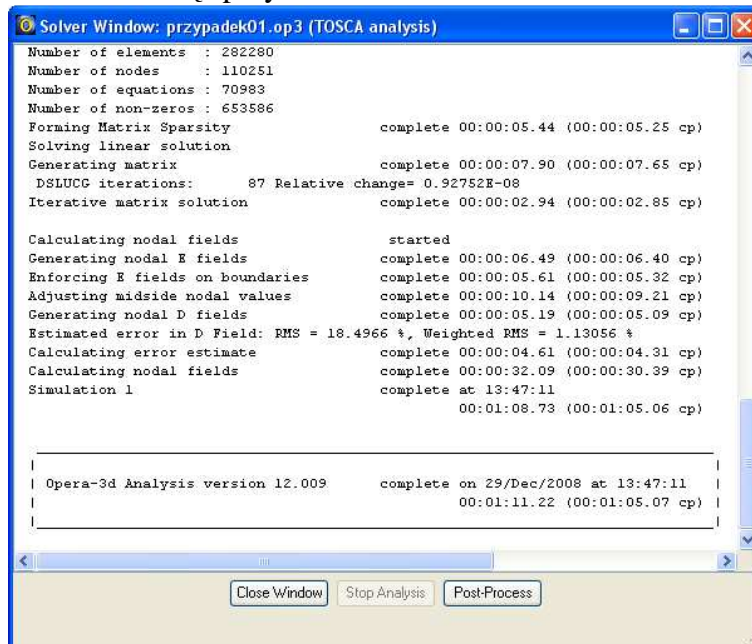 Solver Window: przypadek01.op3 (TOSCA analysis)
Number of elements : 282280
Number of nodes : 110251
Number of equations : 70983
Number of non-zeros : 653586
Forming Matrix Sparsity complete 00:00:05.44 (00:00:05.25 cp)
Solving linear solution
Generating matrix complete 00:00:07.90 (00:00:07.65 cp)
DSLUCG iterations: 87 Relative change= 0.92752E-08
Iterative matrix solution complete 00:00:02.94 (00:00:02.85 cp)
Calculating nodal fields started
Generating nodal E fields complete 00:00:06.49 (00:00:06.40 cp)
Enforcing E fields on boundaries complete 00:00:05.61 (00:00:05.32 cp)
Adjusting midside nodal values complete 00:00:10.14 (00:00:09.21 cp)
Generating nodal D fields complete 00:00:05.19 (00:00:05.09 cp)
Estimated error in D Field: RMS = 18.4966 %, Weighted RMS = 1.13056 %
Calculating error estimate complete 00:00:04.61 (00:00:04.31 cp)
Calculating nodal fields complete 00:00:32.09 (00:00:30.39 cp)
Simulation 1 complete at 13:47:11
00:01:08.73 (00:01:05.06 cp)
Opera-3d Analysis version 12.009 complete on 29/Dec/2008 at 13:47:11
00:01:11.22 (00:01:05.07 cp)
Close Window Stop Analysis Post-Process